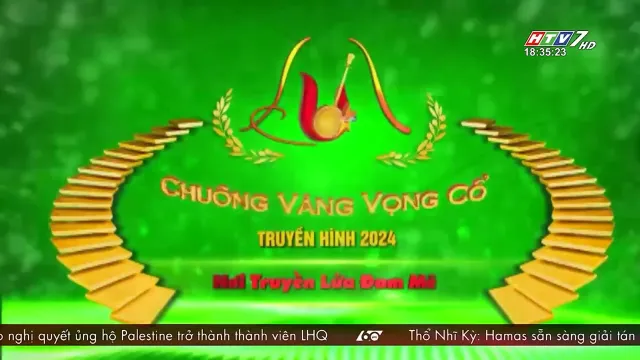 HTV7 HD
18:35:23
CHUÔNG VÀNG VỌNG CỔ
TRUYỀN HÌNH 2024
Nơi Truyền Lửa Đam Mê
nghị quyết ủng hộ Palestine trở thành thành viên LHQ 60 Thổ Nhĩ Kỳ: Hamas sẵn sàng giải tán